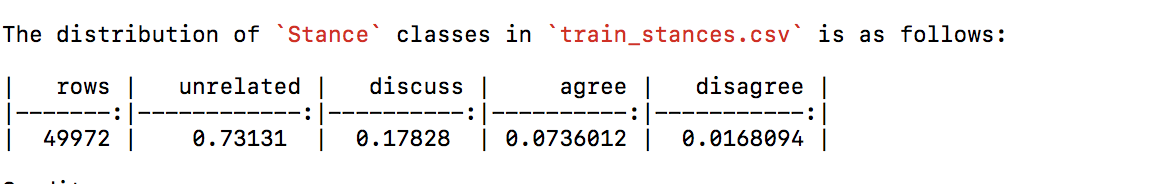 The distribution of `Stance` classes in `train_stances.csv` is as follows:
|   rows |   unrelated |   discuss |     agree |   disagree |
|-------:|------------:|----------:|----------:|-----------:|
|  49972 |    0.73131  |  0.17828  | 0.0736012 |  0.0168094 |